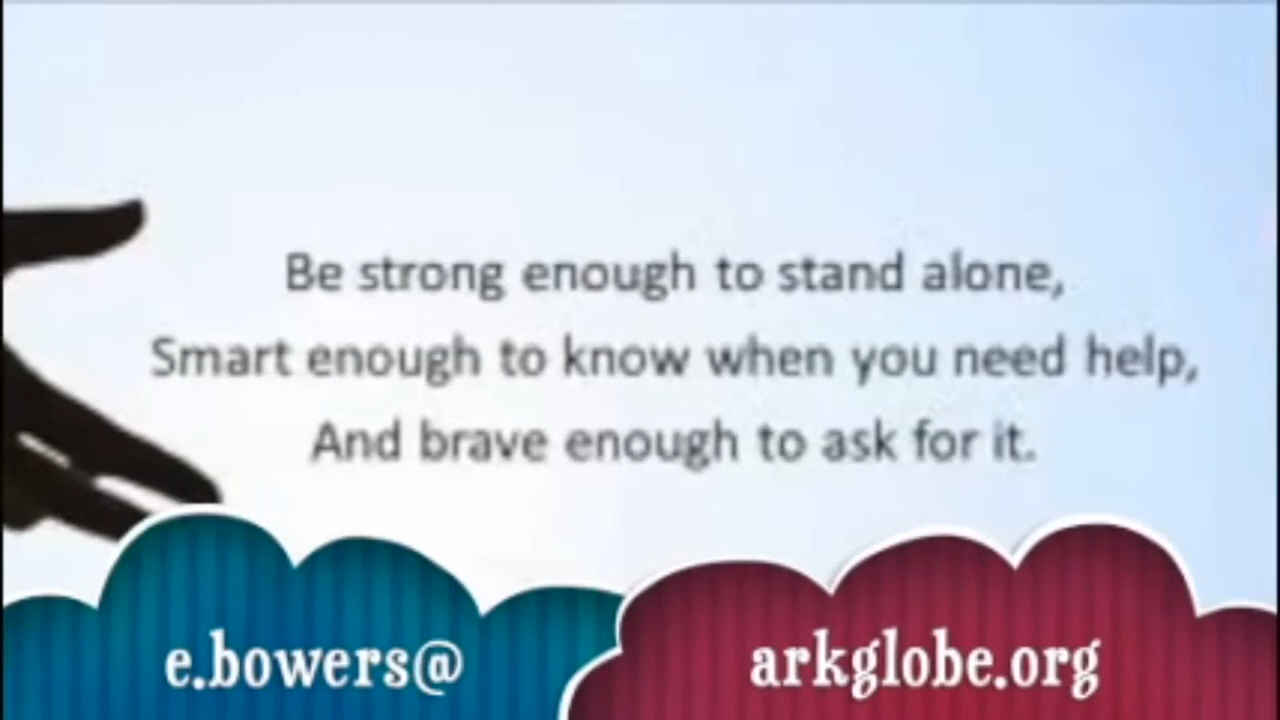 Be strong enough to stand alone,
Smart enough to know when you need help,
And brave enough to ask for it.
e.bowers@ arkglobe.org